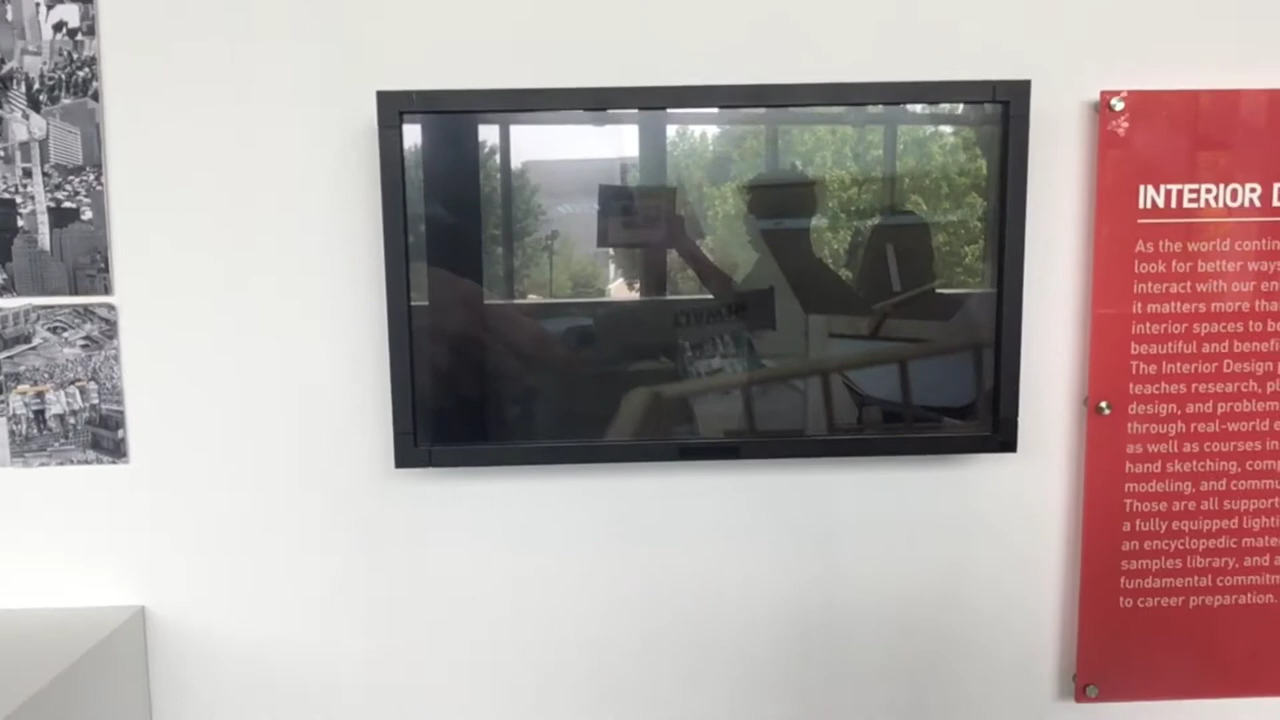 INTERIOR
As the world contin
look for better ways
interact with our en
it matters more tha
interior spaces to be
beautiful and benefi
The Interior Design
teaches research, pl
design, and problem
through real-world e
as well as courses in
hand sketching, comp
modeling, and commu
Those are all support
a fully equipped lighti
an encyclopedic mate
samples library, and a
fundamental commitm
to career preparation.